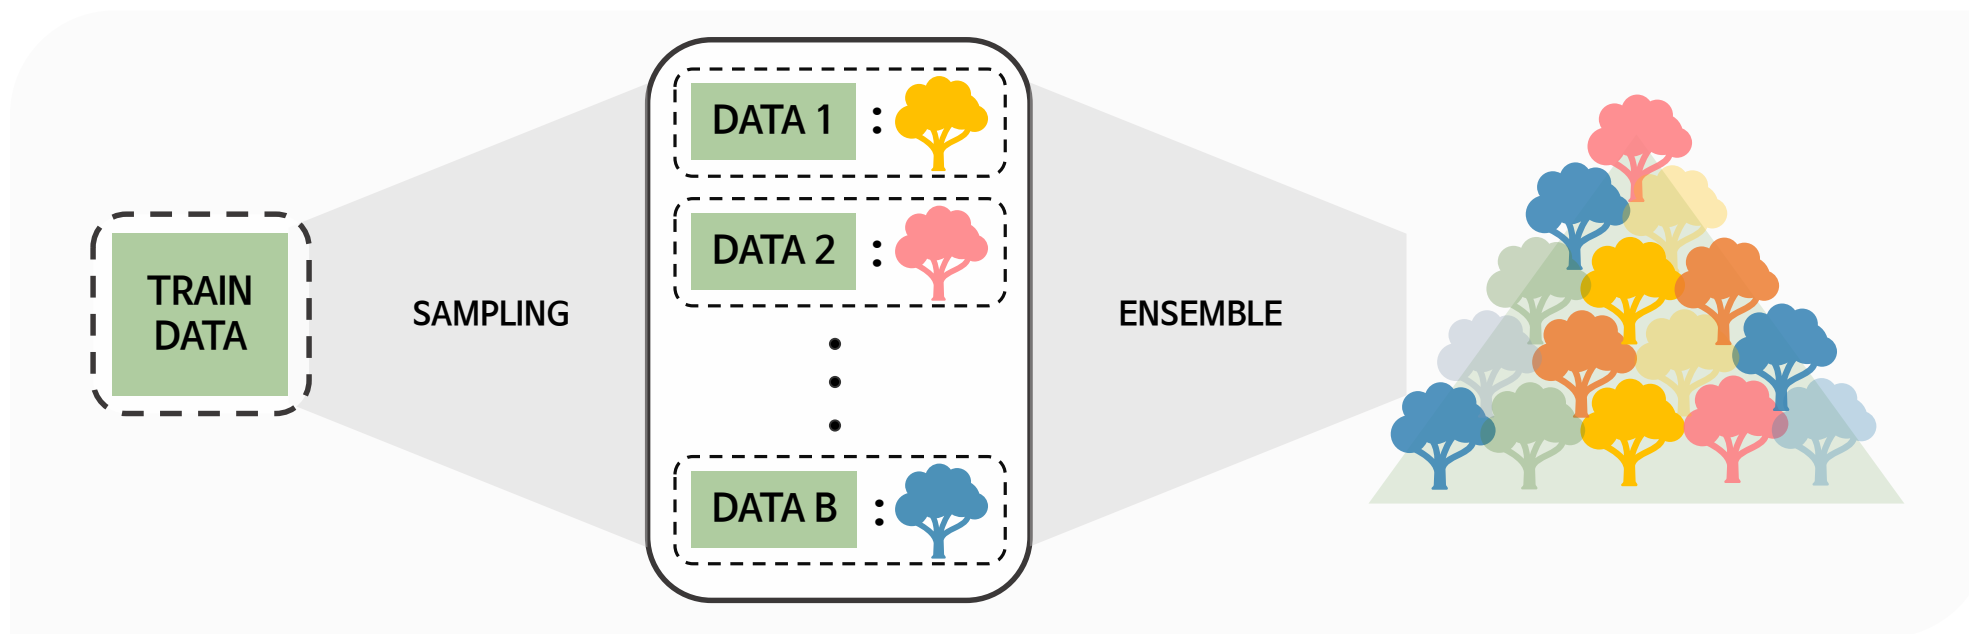 TRAIN
DATA
SAMPLING
DATA 1 :
DATA 2 :
DATA B :
ENSEMBLE